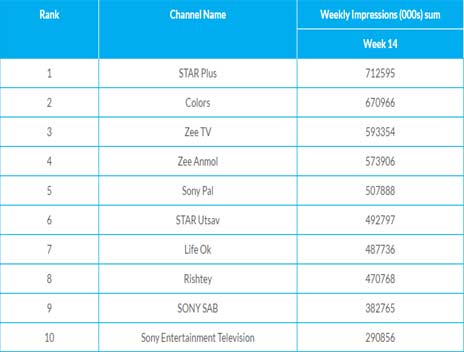 Rank Channel Name Weekly Impressions (000s) sum
Week 14
1 STAR Plus 712595
2 Colors 670966
3 Zee TV 593354
4 Zee Anmol 573906
5 Sony Pal 507888
6 STAR Utsav 492797
7 Life Ok 487736
8 Rishtey 470768
9 SONY SAB 382765
10 Sony Entertainment Television 290856